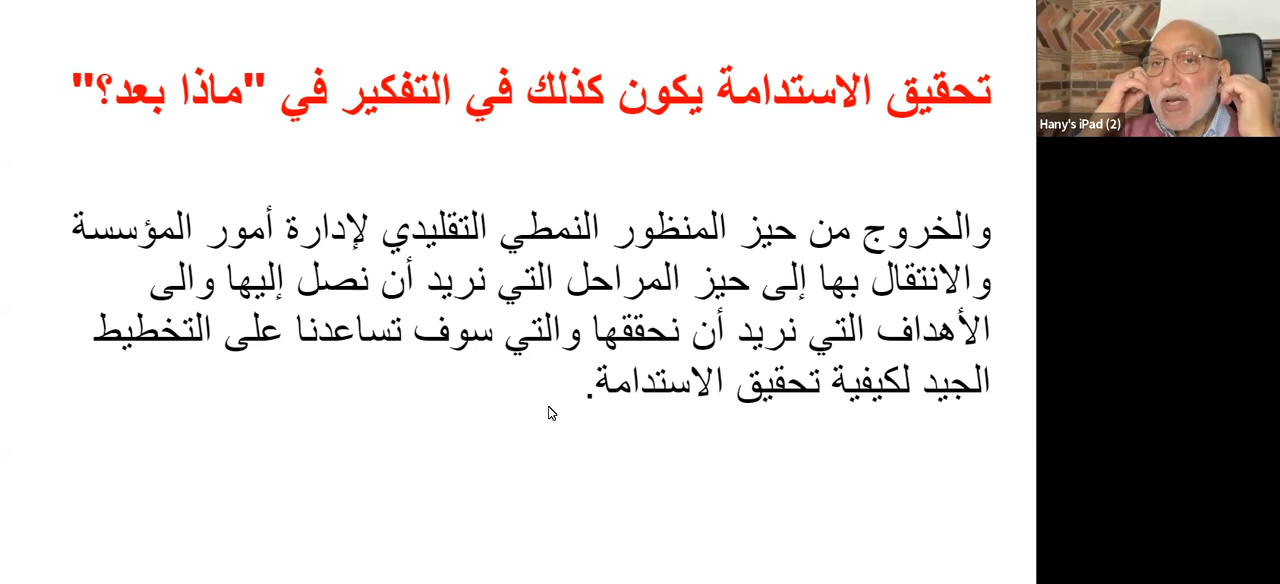 تحقيق الاستدامة يكون كذلك في التفكير في "ماذا بعد؟"
والخروج من حيز المنظور النمطي التقليدي لإدارة أمور المؤسسة
والانتقال بها إلى حيز المراحل التي نريد أن نصل إليها والى
الأهداف التي نريد أن نحققها والتي سوف تساعدنا على التخطيط
الجيد لكيفية تحقيق الاستدامة.
Hany's iPad (2)